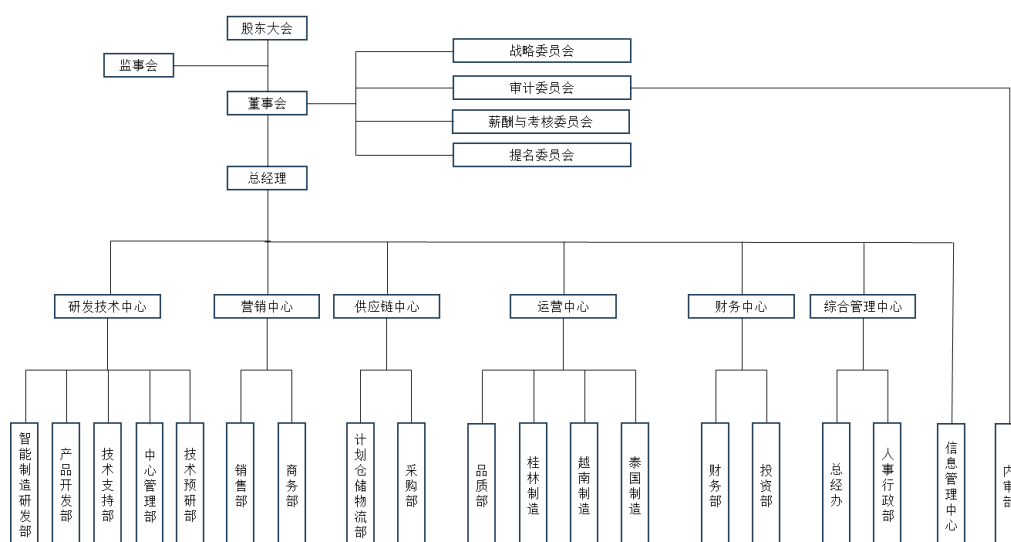 股东大会
监事会
董事会
总经理
战略委员会
审计委员会
薪酬与考核委员会
提名委员会
研发技术中心
营销中心
供应链中心
运营中心
财务中心
综合管理中心
智能制造研发部
产品开发部
技术支持部
中心管理部
技术预研部
销售部
商务部
计划仓储物流部
采购部
品质部
桂林制造
越南制造
泰国制造
财务部
投资部
总经办
人事行政部
信息管理中心
内审部